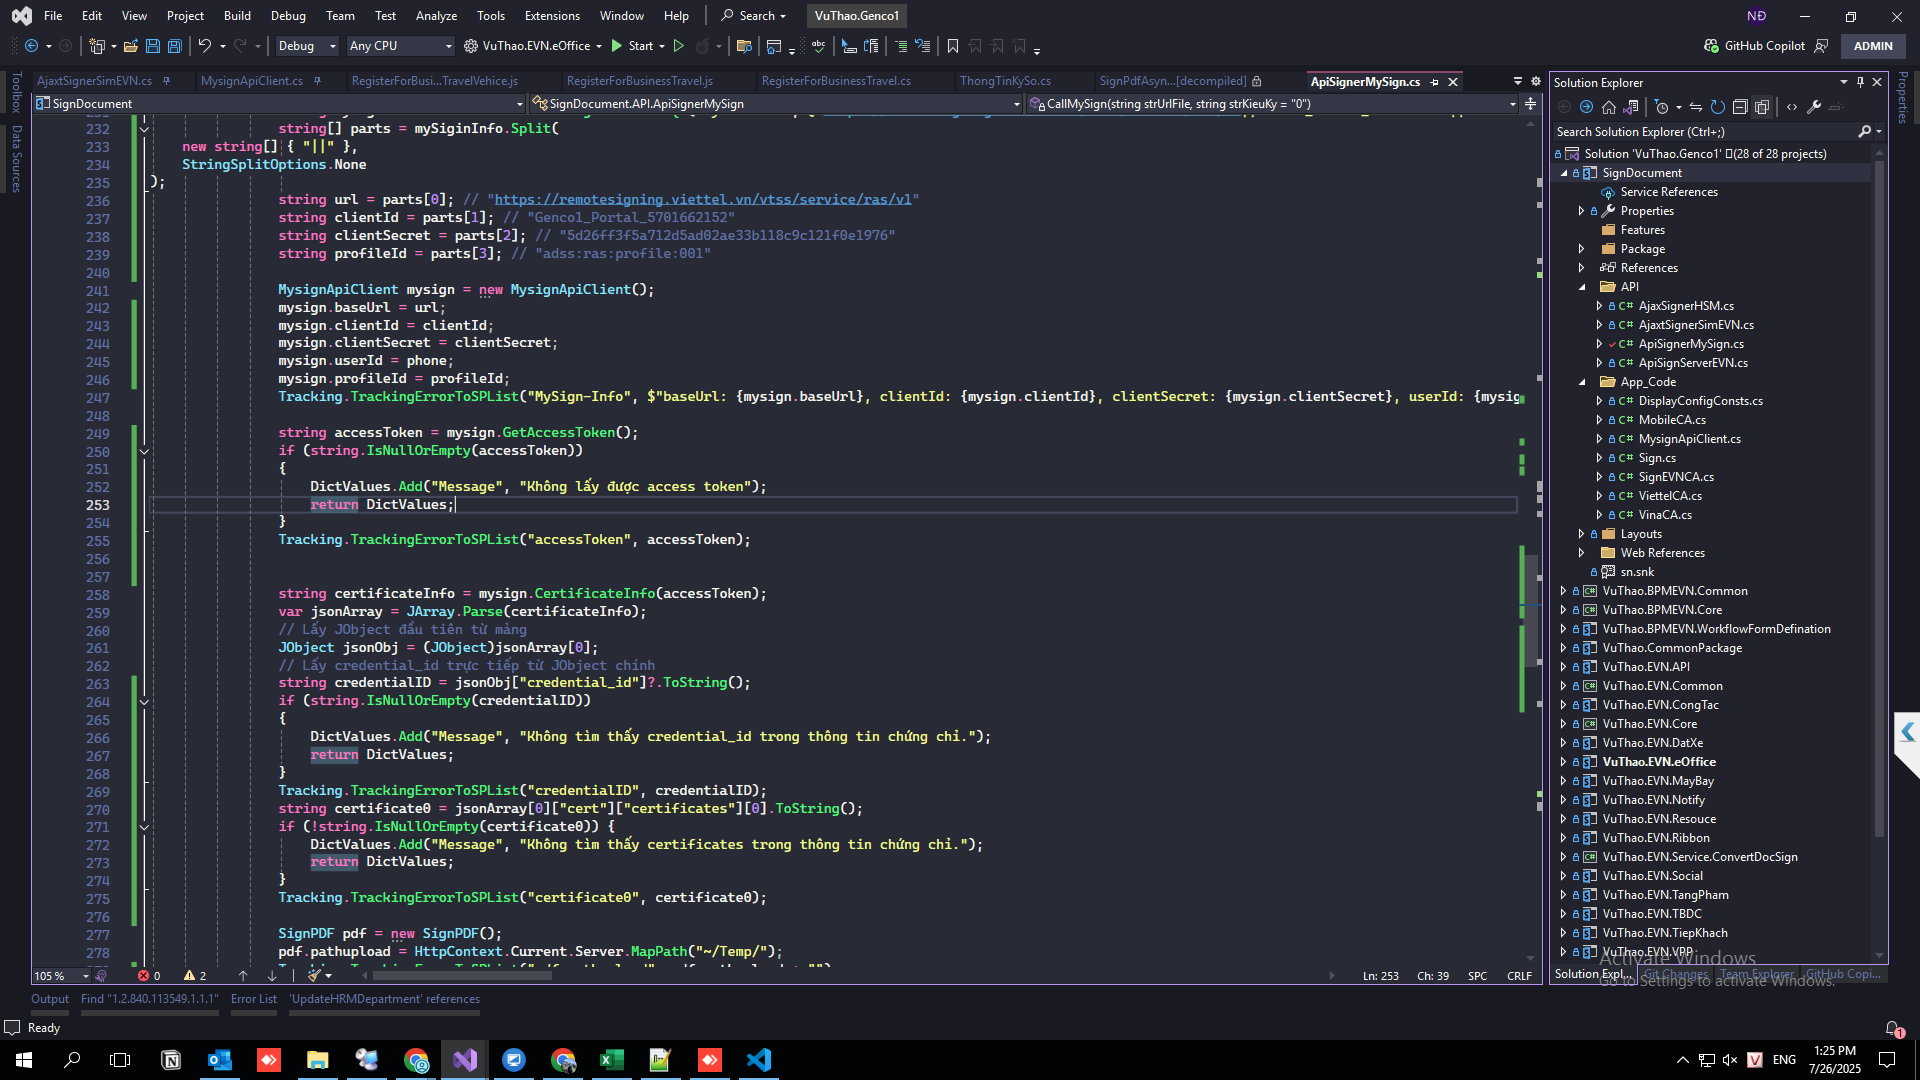 File Edit View Project Build Debug Team Test Analyze Tools Extensions Window Help Search VuThao.Genco1 NĐ
Debug Any CPU VuThao.EVN.eOffice Start GitHub Copilot ADMIN
Toolbox
Data Sources
AjaxtSignerSimEVN.cs MysignApiClient.cs RegisterForBusi...TravelVehice.js RegisterForBusinessTravel.js RegisterForBusinessTravel.cs ThongTinKySo.cs SignPdfAsyn...[decompiled] ApiSignerMySign.cs
SignDocument SignDocument.API.ApiSignerMySign CallMySign(string strUrlFile, string strKieuKy = "0")
232 string[] parts = mySiginInfo.Split(
233 new string[] { "||" },
234 StringSplitOptions.None
235 );
236 string url = parts[0]; // "https://remotesigning.viettel.vn/vtss/service/ras/v1"
237 string clientId = parts[1]; // "Genco1_Portal_5701662152"
238 string clientSecret = parts[2]; // "5d26ff3f5a712d5ad02ae33b118c9c121f0e1976"
239 string profileId = parts[3]; // "adss:ras:profile:001"
240
241 MysignApiClient mysign = new MysignApiClient();
242 mysign.baseUrl = url;
243 mysign.clientId = clientId;
244 mysign.clientSecret = clientSecret;
245 mysign.userId = phone;
246 mysign.profileId = profileId;
247 Tracking.TrackingErrorToSPList("MySign-Info", $"baseUrl: {mysign.baseUrl}, clientId: {mysign.clientId}, clientSecret: {mysign.clientSecret}, userId: {mysig
248
249 string accessToken = mysign.GetAccessToken();
250 if (string.IsNullOrEmpty(accessToken))
251 {
252 DictValues.Add("Message", "Không lấy được access token");
253 return DictValues;
254 }
255 Tracking.TrackingErrorToSPList("accessToken", accessToken);
256
257
258 string certificateInfo = mysign.CertificateInfo(accessToken);
259 var jsonArray = JArray.Parse(certificateInfo);
260 // Lấy JObject đầu tiên từ mảng
261 JObject jsonObj = (JObject)jsonArray[0];
262 // Lấy credential_id trực tiếp từ JObject chính
263 string credentialID = jsonObj["credential_id"]?.ToString();
264 if (string.IsNullOrEmpty(credentialID))
265 {
266 DictValues.Add("Message", "Không tìm thấy credential_id trong thông tin chứng chỉ.");
267 return DictValues;
268 }
269 Tracking.TrackingErrorToSPList("credentialID", credentialID);
270 string certificate0 = jsonArray[0]["cert"]["certificates"][0].ToString();
271 if (!string.IsNullOrEmpty(certificate0)) {
272 DictValues.Add("Message", "Không tìm thấy certificates trong thông tin chứng chỉ.");
273 return DictValues;
274 }
275 Tracking.TrackingErrorToSPList("certificate0", certificate0);
276
277 SignPDF pdf = new SignPDF();
278 pdf.pathupload = HttpContext.Current.Server.MapPath("~/Temp/");
105 % 0 2 Ln: 253 Ch: 39 SPC CRLF
Output Find "1.2.840.113549.1.1.1" Error List 'UpdateHRMDepartment' references
Ready
Solution Explorer
Search Solution Explorer (Ctrl+;)
Solution 'VuThao.Genco1' (28 of 28 projects)
SignDocument
Service References
Properties
Features
Package
References
API
AjaxSignerHSM.cs
AjaxtSignerSimEVN.cs
ApiSignerMySign.cs
ApiSignServerEVN.cs
App_Code
DisplayConfigConsts.cs
MobileCA.cs
MysignApiClient.cs
Sign.cs
SignEVNCA.cs
ViettelCA.cs
VinaCA.cs
Layouts
Web References
sn.snk
VuThao.BPMEVN.Common
VuThao.BPMEVN.Core
VuThao.BPMEVN.WorkflowFormDefination
VuThao.CommonPackage
VuThao.EVN.API
VuThao.EVN.Common
VuThao.EVN.CongTac
VuThao.EVN.Core
VuThao.EVN.DatXe
VuThao.EVN.eOffice
VuThao.EVN.MayBay
VuThao.EVN.Notify
VuThao.EVN.Resouce
VuThao.EVN.Ribbon
VuThao.EVN.Service.ConvertDocSign
VuThao.EVN.Social
VuThao.EVN.TangPham
VuThao.EVN.TBDC
VuThao.EVN.TiepKhach
VuThao.EVN.VPP
Solution Expl... Git Changes Team Explorer GitHub Copi...
Activate Windows
Go to Settings to activate Windows.
Properties
ENG
1:25 PM
7/26/2025